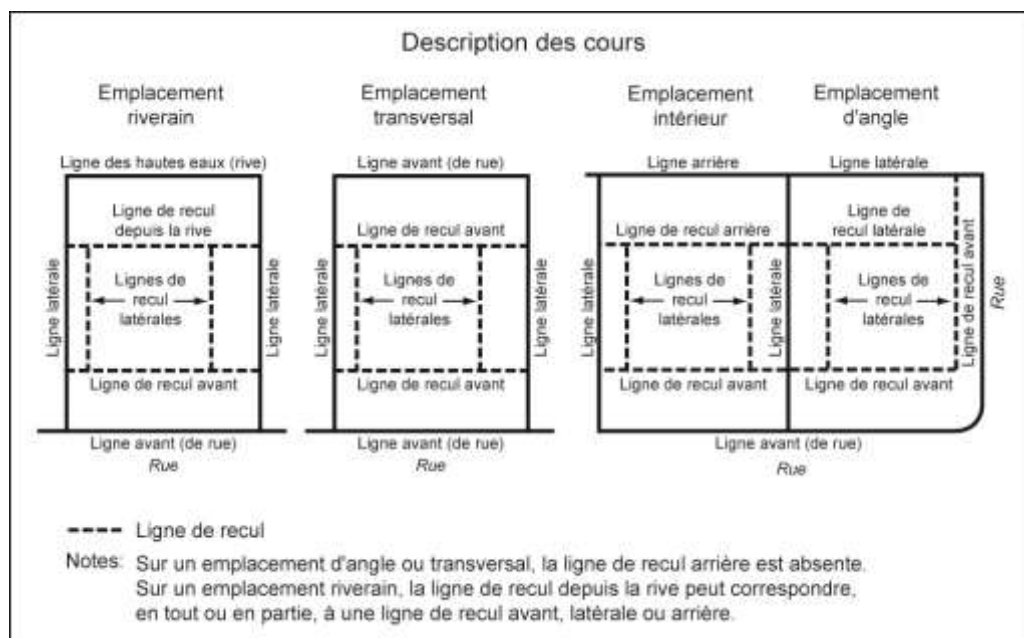 Description des cours
Emplacement
riverain
Ligne des hautes eaux (rive)
Ligne de recul
depuis la rive
Ligne latérale
Lignes de
recul
latérales
Ligne latérale
Ligne de recul avant
Ligne avant (de rue)
Rue
Emplacement
transversal
Ligne avant (de rue)
Ligne de recul avant
Ligne latérale
Lignes de
recul
latérales
Ligne latérale
Ligne de recul avant
Ligne avant (de rue)
Rue
Emplacement
intérieur
Ligne arrière
Ligne de recul arrière
Ligne latérale
Lignes de
recul
latérales
Ligne latérale
Ligne de recul avant
Emplacement
d'angle
Ligne latérale
Ligne de
recul latérale
Lignes de
recul
latérales
Ligne de recul avant
Rue
Ligne de recul avant
Ligne avant (de rue)
Rue
Ligne de recul
Notes: Sur un emplacement d'angle ou transversal, la ligne de recul arrière est absente.
Sur un emplacement riverain, la ligne de recul depuis la rive peut correspondre,
en tout ou en partie, à une ligne de recul avant, latérale ou arrière.